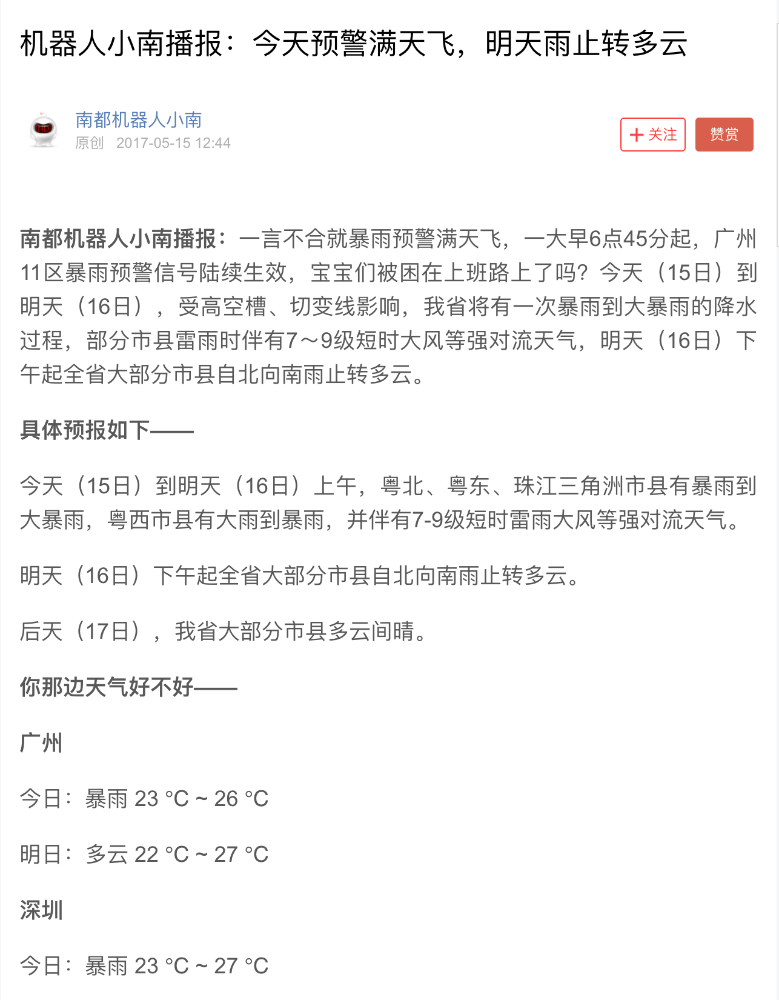 机器人小南播报：今天预警满天飞，明天雨止转多云
南都机器人小南
原创 2017-05-15 12:44
关注
赞赏
南都机器人小南播报：一言不合就暴雨预警满天飞，一大早6点45分起，广州
11区暴雨预警信号陆续生效，宝宝们被困在上班路上了吗？今天（15日）到
明天（16日），受高空槽、切变线影响，我省将有一次暴雨到大暴雨的降水
过程，部分市县雷雨时伴有7～9级短时大风等强对流天气，明天（16日）下
午起全省大部分市县自北向南雨止转多云。
具体预报如下——
今天（15日）到明天（16日）上午，粤北、粤东、珠江三角洲市县有暴雨到
大暴雨，粤西市县有大雨到暴雨，并伴有7-9级短时雷雨大风等强对流天气。
明天（16日）下午起全省大部分市县自北向南雨止转多云。
后天（17日），我省大部分市县多云间晴。
你那边天气好不好——
广州
今日：暴雨 23 °C ~ 26 °C
明日：多云 22 °C ~ 27 °C
深圳
今日：暴雨 23 °C ~ 27 °C